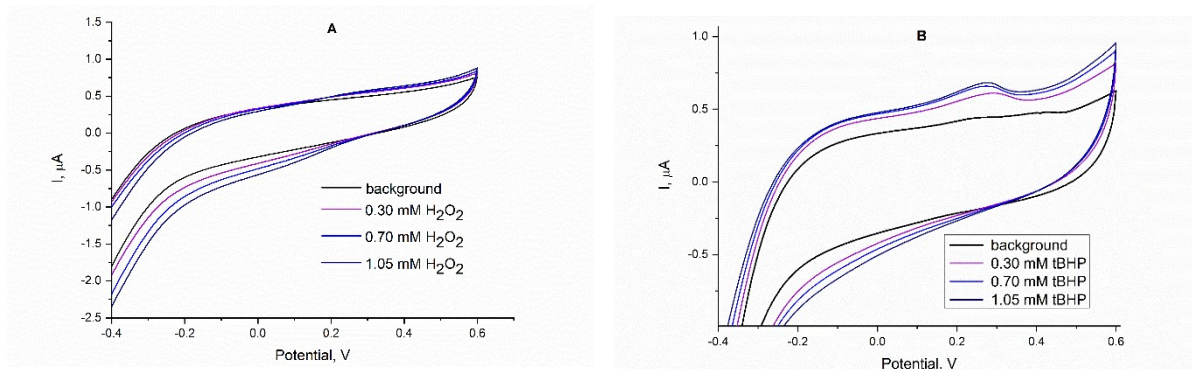 A
1.5
1.0
0.5
0.0
-0.5
-1.0
-1.5
-2.0
-2.5
I, μA
background
0.30 mM H2O2
0.70 mM H2O2
1.05 mM H2O2
-0.4 -0.2 0.0 0.2 0.4 0.6
Potential, V
B
1.0
0.5
0.0
-0.5
I, μA
background
0.30 mM tBHP
0.70 mM tBHP
1.05 mM tBHP
-0.4 -0.2 0.0 0.2 0.4 0.6
Potential, V